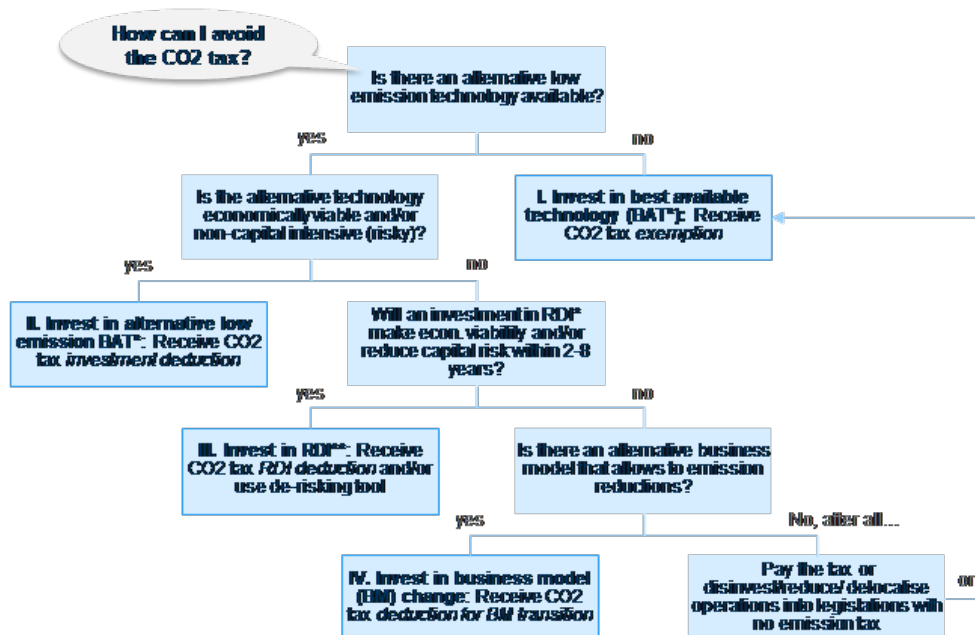 How can I avoid
the CO2 tax?
Is there an alternative low
emission technology available?
yes
no
Is the alternative technology
economically viable and/or
non-capital intensive (risky)?
I. Invest in best available
technology (BAT*): Receive
CO2 tax exemption
yes
no
II. Invest in alternative low
emission BAT*: Receive CO2
tax investment deduction
Will an investment in RDI*
make econ. viability and/or
reduce capital risk within 2-8
years?
yes
no
III. Invest in RDI**: Receive
CO2 tax RDI deduction and/or
use de-risking tool
Is there an alternative business
model that allows to emission
reductions?
yes
No, after all...
IV. Invest in business model
(BM) change: Receive CO2
tax deduction for BM transition
Pay the tax or
disinvest/reduce/ delocalise
operations into legistations with
no emission tax
or